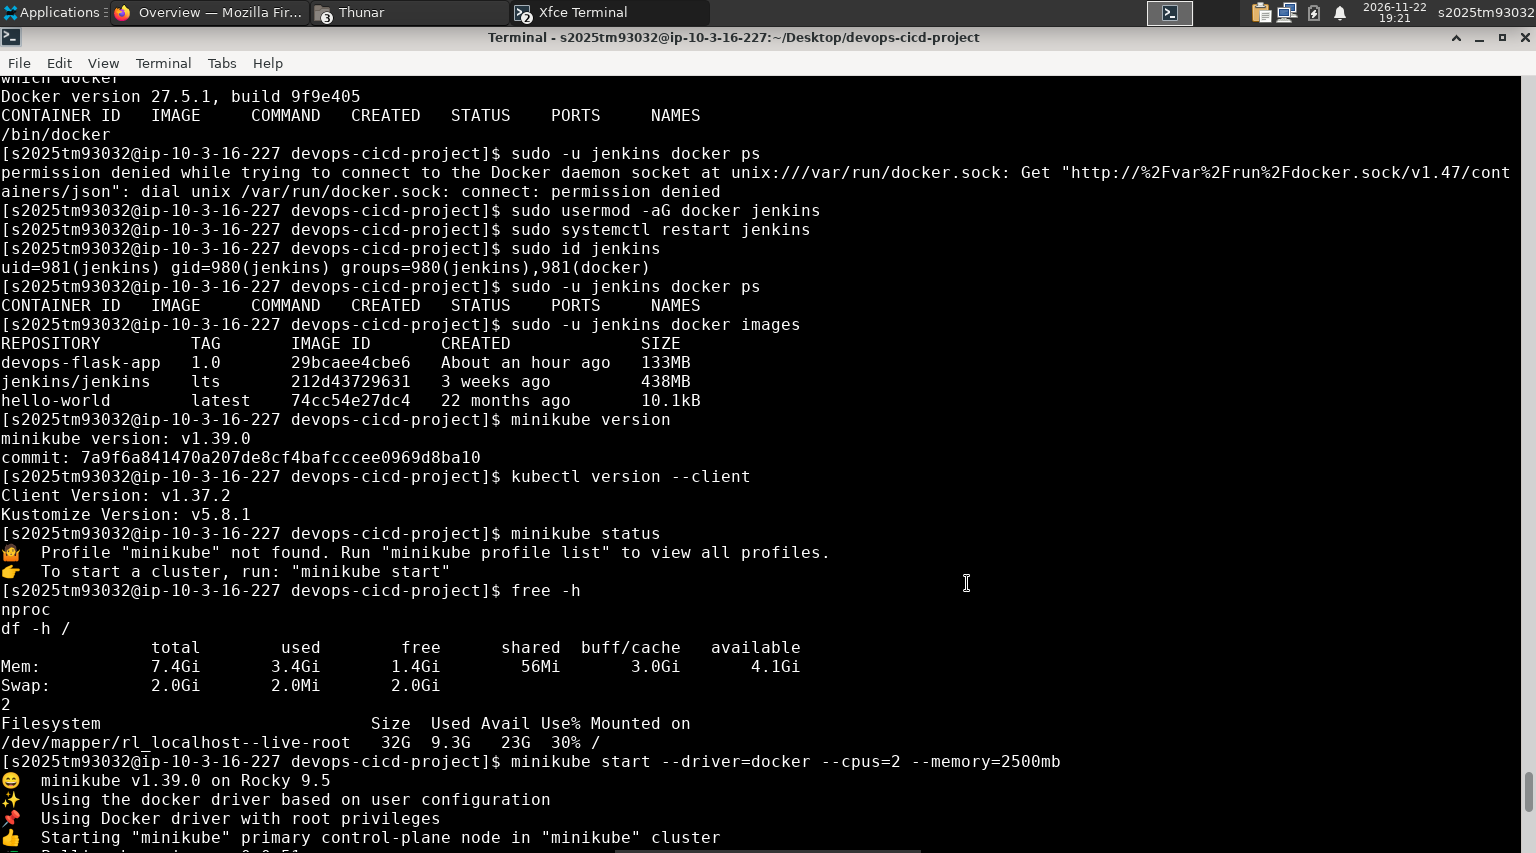 Applications
Overview — Mozilla Fir...
3 Thunar
2 Xfce Terminal
2026-11-22
19:21
s2025tm93032
Terminal - s2025tm93032@ip-10-3-16-227:~/Desktop/devops-cicd-project
File Edit View Terminal Tabs Help
which docker
Docker version 27.5.1, build 9f9e405
CONTAINER ID   IMAGE     COMMAND   CREATED   STATUS    PORTS     NAMES
/bin/docker
[s2025tm93032@ip-10-3-16-227 devops-cicd-project]$ sudo -u jenkins docker ps
permission denied while trying to connect to the Docker daemon socket at unix:///var/run/docker.sock: Get "http://%2Fvar%2Frun%2Fdocker.sock/v1.47/cont
ainers/json": dial unix /var/run/docker.sock: connect: permission denied
[s2025tm93032@ip-10-3-16-227 devops-cicd-project]$ sudo usermod -aG docker jenkins
[s2025tm93032@ip-10-3-16-227 devops-cicd-project]$ sudo systemctl restart jenkins
[s2025tm93032@ip-10-3-16-227 devops-cicd-project]$ sudo id jenkins
uid=981(jenkins) gid=980(jenkins) groups=980(jenkins),981(docker)
[s2025tm93032@ip-10-3-16-227 devops-cicd-project]$ sudo -u jenkins docker ps
CONTAINER ID   IMAGE     COMMAND   CREATED   STATUS    PORTS     NAMES
[s2025tm93032@ip-10-3-16-227 devops-cicd-project]$ sudo -u jenkins docker images
REPOSITORY         TAG       IMAGE ID       CREATED             SIZE
devops-flask-app   1.0       29bcaee4cbe6   About an hour ago   133MB
jenkins/jenkins    lts       212d43729631   3 weeks ago         438MB
hello-world        latest    74cc54e27dc4   22 months ago       10.1kB
[s2025tm93032@ip-10-3-16-227 devops-cicd-project]$ minikube version
minikube version: v1.39.0
commit: 7a9f6a841470a207de8cf4bafcccee0969d8ba10
[s2025tm93032@ip-10-3-16-227 devops-cicd-project]$ kubectl version --client
Client Version: v1.37.2
Kustomize Version: v5.8.1
[s2025tm93032@ip-10-3-16-227 devops-cicd-project]$ minikube status
🤷  Profile "minikube" not found. Run "minikube profile list" to view all profiles.
👉  To start a cluster, run: "minikube start"
[s2025tm93032@ip-10-3-16-227 devops-cicd-project]$ free -h
nproc
df -h /
               total        used        free      shared  buff/cache   available
Mem:           7.4Gi       3.4Gi       1.4Gi        56Mi       3.0Gi       4.1Gi
Swap:          2.0Gi       2.0Mi       2.0Gi
2
Filesystem                           Size  Used Avail Use% Mounted on
/dev/mapper/rl_localhost--live-root   32G  9.3G   23G  30% /
[s2025tm93032@ip-10-3-16-227 devops-cicd-project]$ minikube start --driver=docker --cpus=2 --memory=2500mb
😄  minikube v1.39.0 on Rocky 9.5
✨  Using the docker driver based on user configuration
📌  Using Docker driver with root privileges
👍  Starting "minikube" primary control-plane node in "minikube" cluster